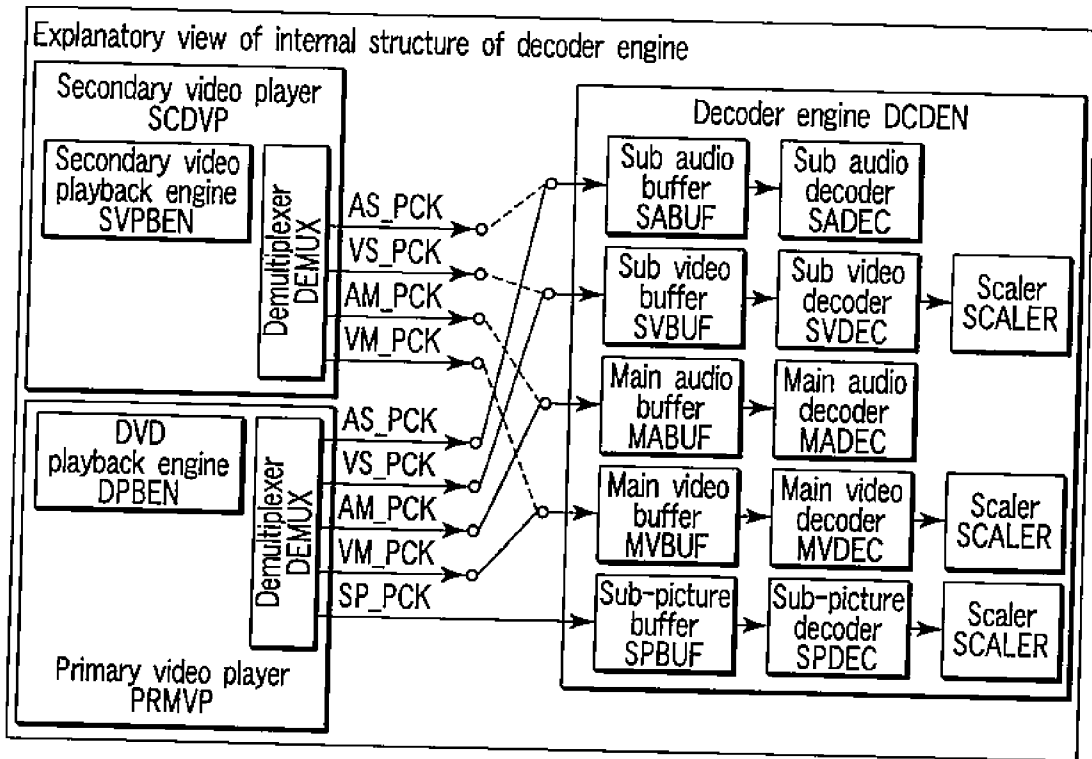 Explanatory view of internal structure of decoder engine
Secondary video player
SCDVP
Secondary video
playback engine
SVPBEN
Demultiplexer
DEMUX
AS_PCK
VS_PCK
AM_PCK
VM_PCK
DVD
playback engine
DPBEN
Demultiplexer
DEMUX
AS_PCK
VS_PCK
AM_PCK
VM_PCK
SP_PCK
Primary video player
PRMVP
Decoder engine DCDEN
Sub audio
buffer
SABUF
Sub audio
decoder
SADEC
Sub video
buffer
SVBUF
Sub video
decoder
SVDEC
Scaler
SCALER
Main audio
buffer
MABUF
Main audio
decoder
MADEC
Main video
buffer
MVBUF
Main video
decoder
MVDEC
Scaler
SCALER
Sub-picture
buffer
SPBUF
Sub-picture
decoder
SPDEC
Scaler
SCALER